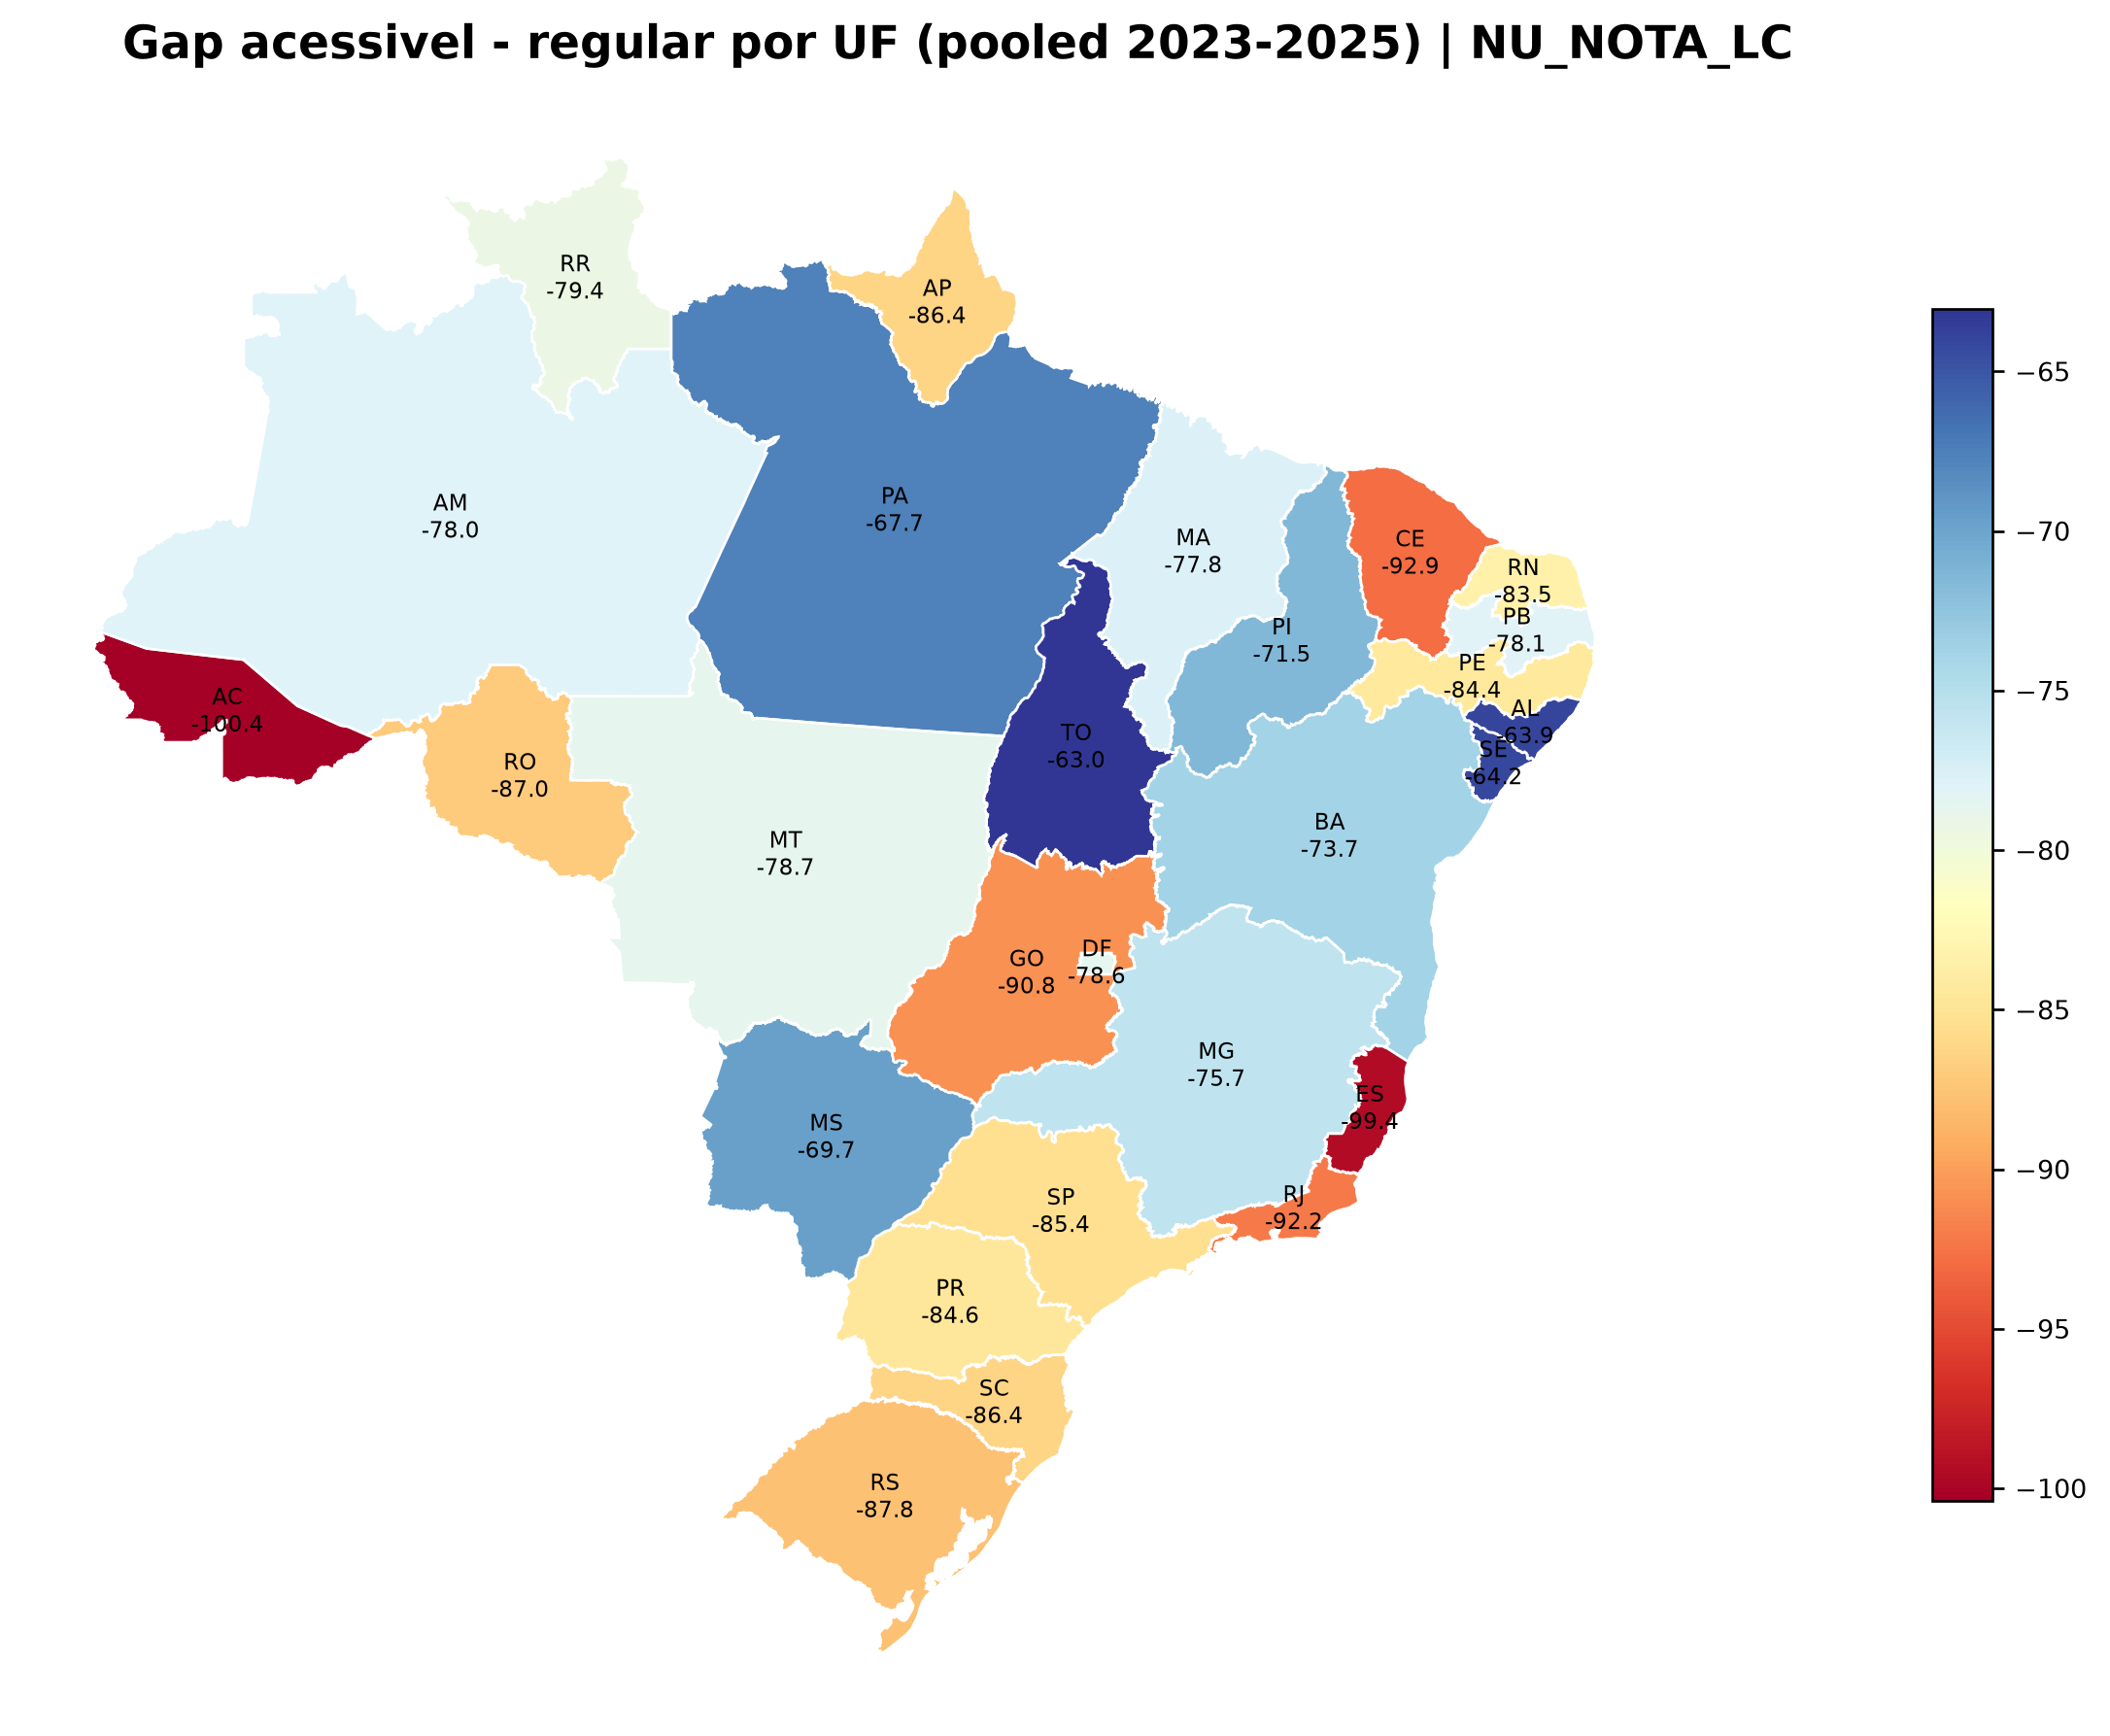 Gap acessivel - regular por UF (pooled 2023-2025) | NU_NOTA_LC
RR
-79.4
AP
-86.4
AM
-78.0
PA
-67.7
MA
-77.8
CE
-92.9
RN
-83.5
PB
-78.1
PI
-71.5
PE
-84.4
AC
-100.4
AL
-63.9
TO
-63.0
SE
-64.2
RO
-87.0
BA
-73.7
MT
-78.7
DF
-78.6
GO
-90.8
MG
-75.7
ES
-99.4
MS
-69.7
SP
-85.4
RJ
-92.2
PR
-84.6
SC
-86.4
RS
-87.8
−65
−70
−75
−80
−85
−90
−95
−100